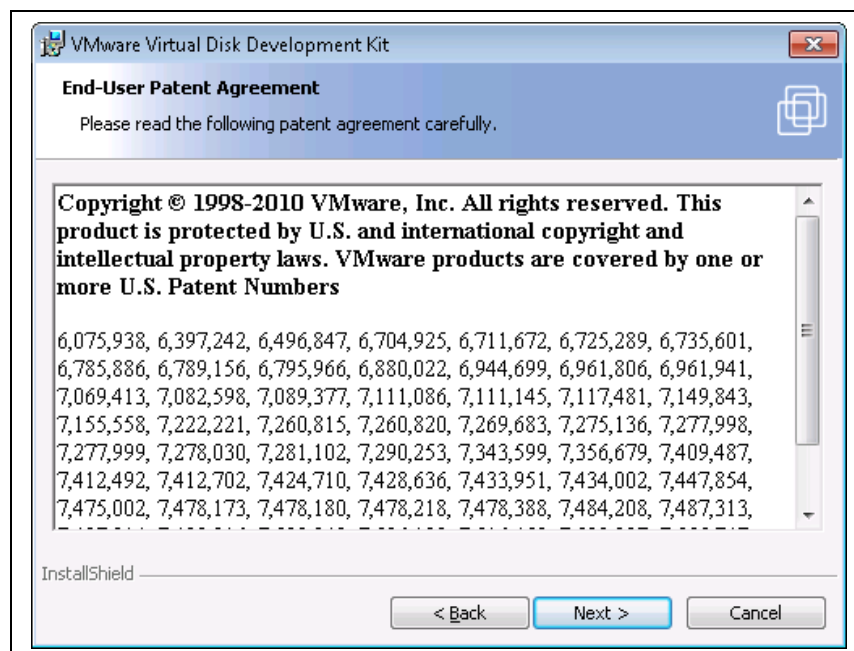 VMware Virtual Disk Development Kit
End-User Patent Agreement
Please read the following patent agreement carefully.
Copyright © 1998-2010 VMware, Inc. All rights reserved. This
product is protected by U.S. and international copyright and
intellectual property laws. VMware products are covered by one or
more U.S. Patent Numbers
6,075,938, 6,397,242, 6,496,847, 6,704,925, 6,711,672, 6,725,289, 6,735,601,
6,785,886, 6,789,156, 6,795,966, 6,880,022, 6,944,699, 6,961,806, 6,961,941,
7,069,413, 7,082,598, 7,089,377, 7,111,086, 7,111,145, 7,117,481, 7,149,843,
7,155,558, 7,222,221, 7,260,815, 7,260,820, 7,269,683, 7,275,136, 7,277,998,
7,277,999, 7,278,030, 7,281,102, 7,290,253, 7,343,599, 7,356,679, 7,409,487,
7,412,492, 7,412,702, 7,424,710, 7,428,636, 7,433,951, 7,434,002, 7,447,854,
7,475,002, 7,478,173, 7,478,180, 7,478,218, 7,478,388, 7,484,208, 7,487,313,
InstallShield
< Back Next > Cancel